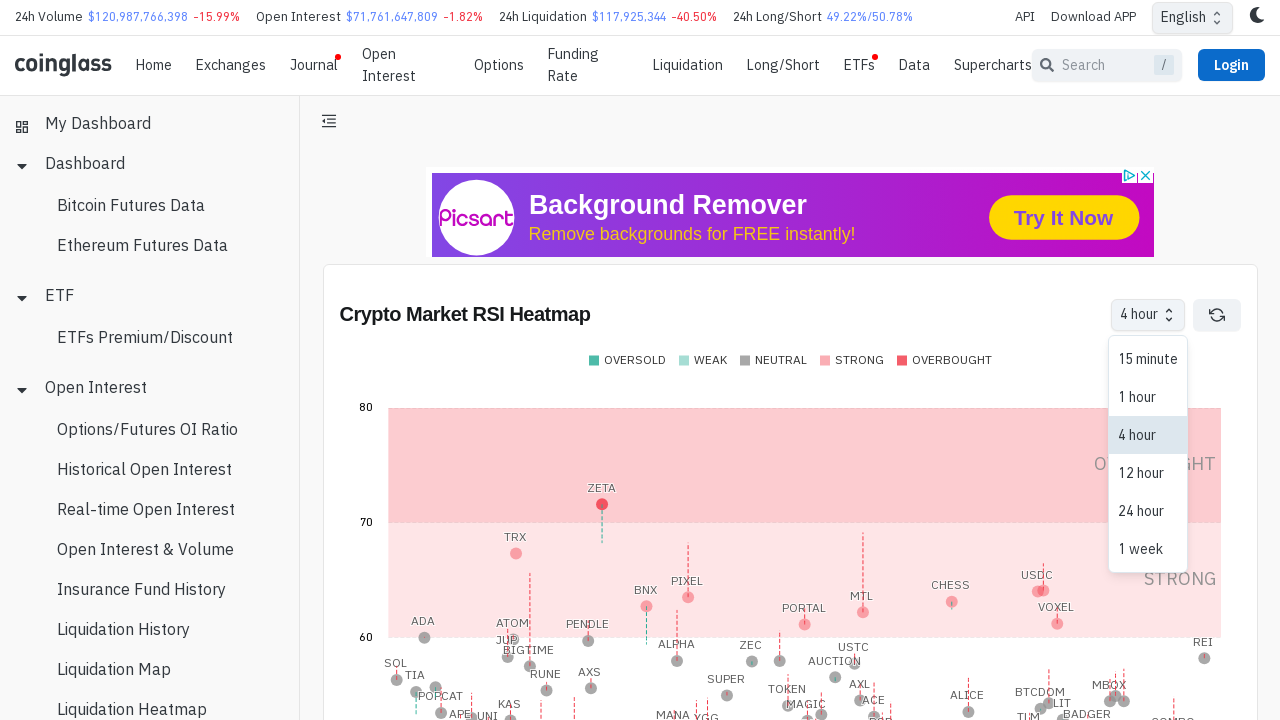 24h Volume $120,987,766,398 -15.99% Open Interest $71,761,647,809 -1.82% 24h Liquidation $117,925,344 -40.50% 24h Long/Short 49.22%/50.78% API Download APP English
coinglass Home Exchanges Journal Open Interest Options Funding Rate Liquidation Long/Short ETFs Data Supercharts Search / Login
My Dashboard
Dashboard
Bitcoin Futures Data
Ethereum Futures Data
ETF
ETFs Premium/Discount
Open Interest
Options/Futures OI Ratio
Historical Open Interest
Real-time Open Interest
Open Interest & Volume
Insurance Fund History
Liquidation History
Liquidation Map
Liquidation Heatmap
Picsart
Background Remover
Remove backgrounds for FREE instantly!
Try It Now
Crypto Market RSI Heatmap
4 hour
15 minute
1 hour
4 hour
12 hour
24 hour
1 week
OVERSOLD WEAK NEUTRAL STRONG OVERBOUGHT
80
70
60
STRONG
ZETA
TRX
BNX
PIXEL
PORTAL
MTL
CHESS
USDC
VOXEL
ADA
ATOM
JUP
BIGTIME
PENDLE
ALPHA
ZEC
USTC
AUCTION
REI
SOL
TIA
POPCAT
RUNE
AXS
SUPER
TOKEN
AXL
ALICE
BTCDOM
MBOX
APE
UNI
KAS
MANA
YGG
MAGIC
ACE
LIT
BADGER